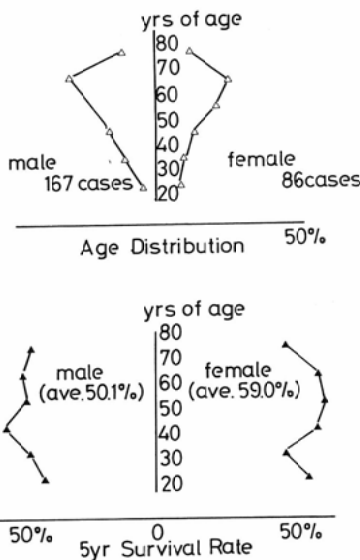 yrs of age
80
70
60
50
40
30
20
male
167 cases
female
86cases
Age Distribution
50%
yrs of age
80
70
60
50
40
30
20
male
(ave.50.1%)
female
(ave.59.0%)
50%
0
50%
5yr Survival Rate